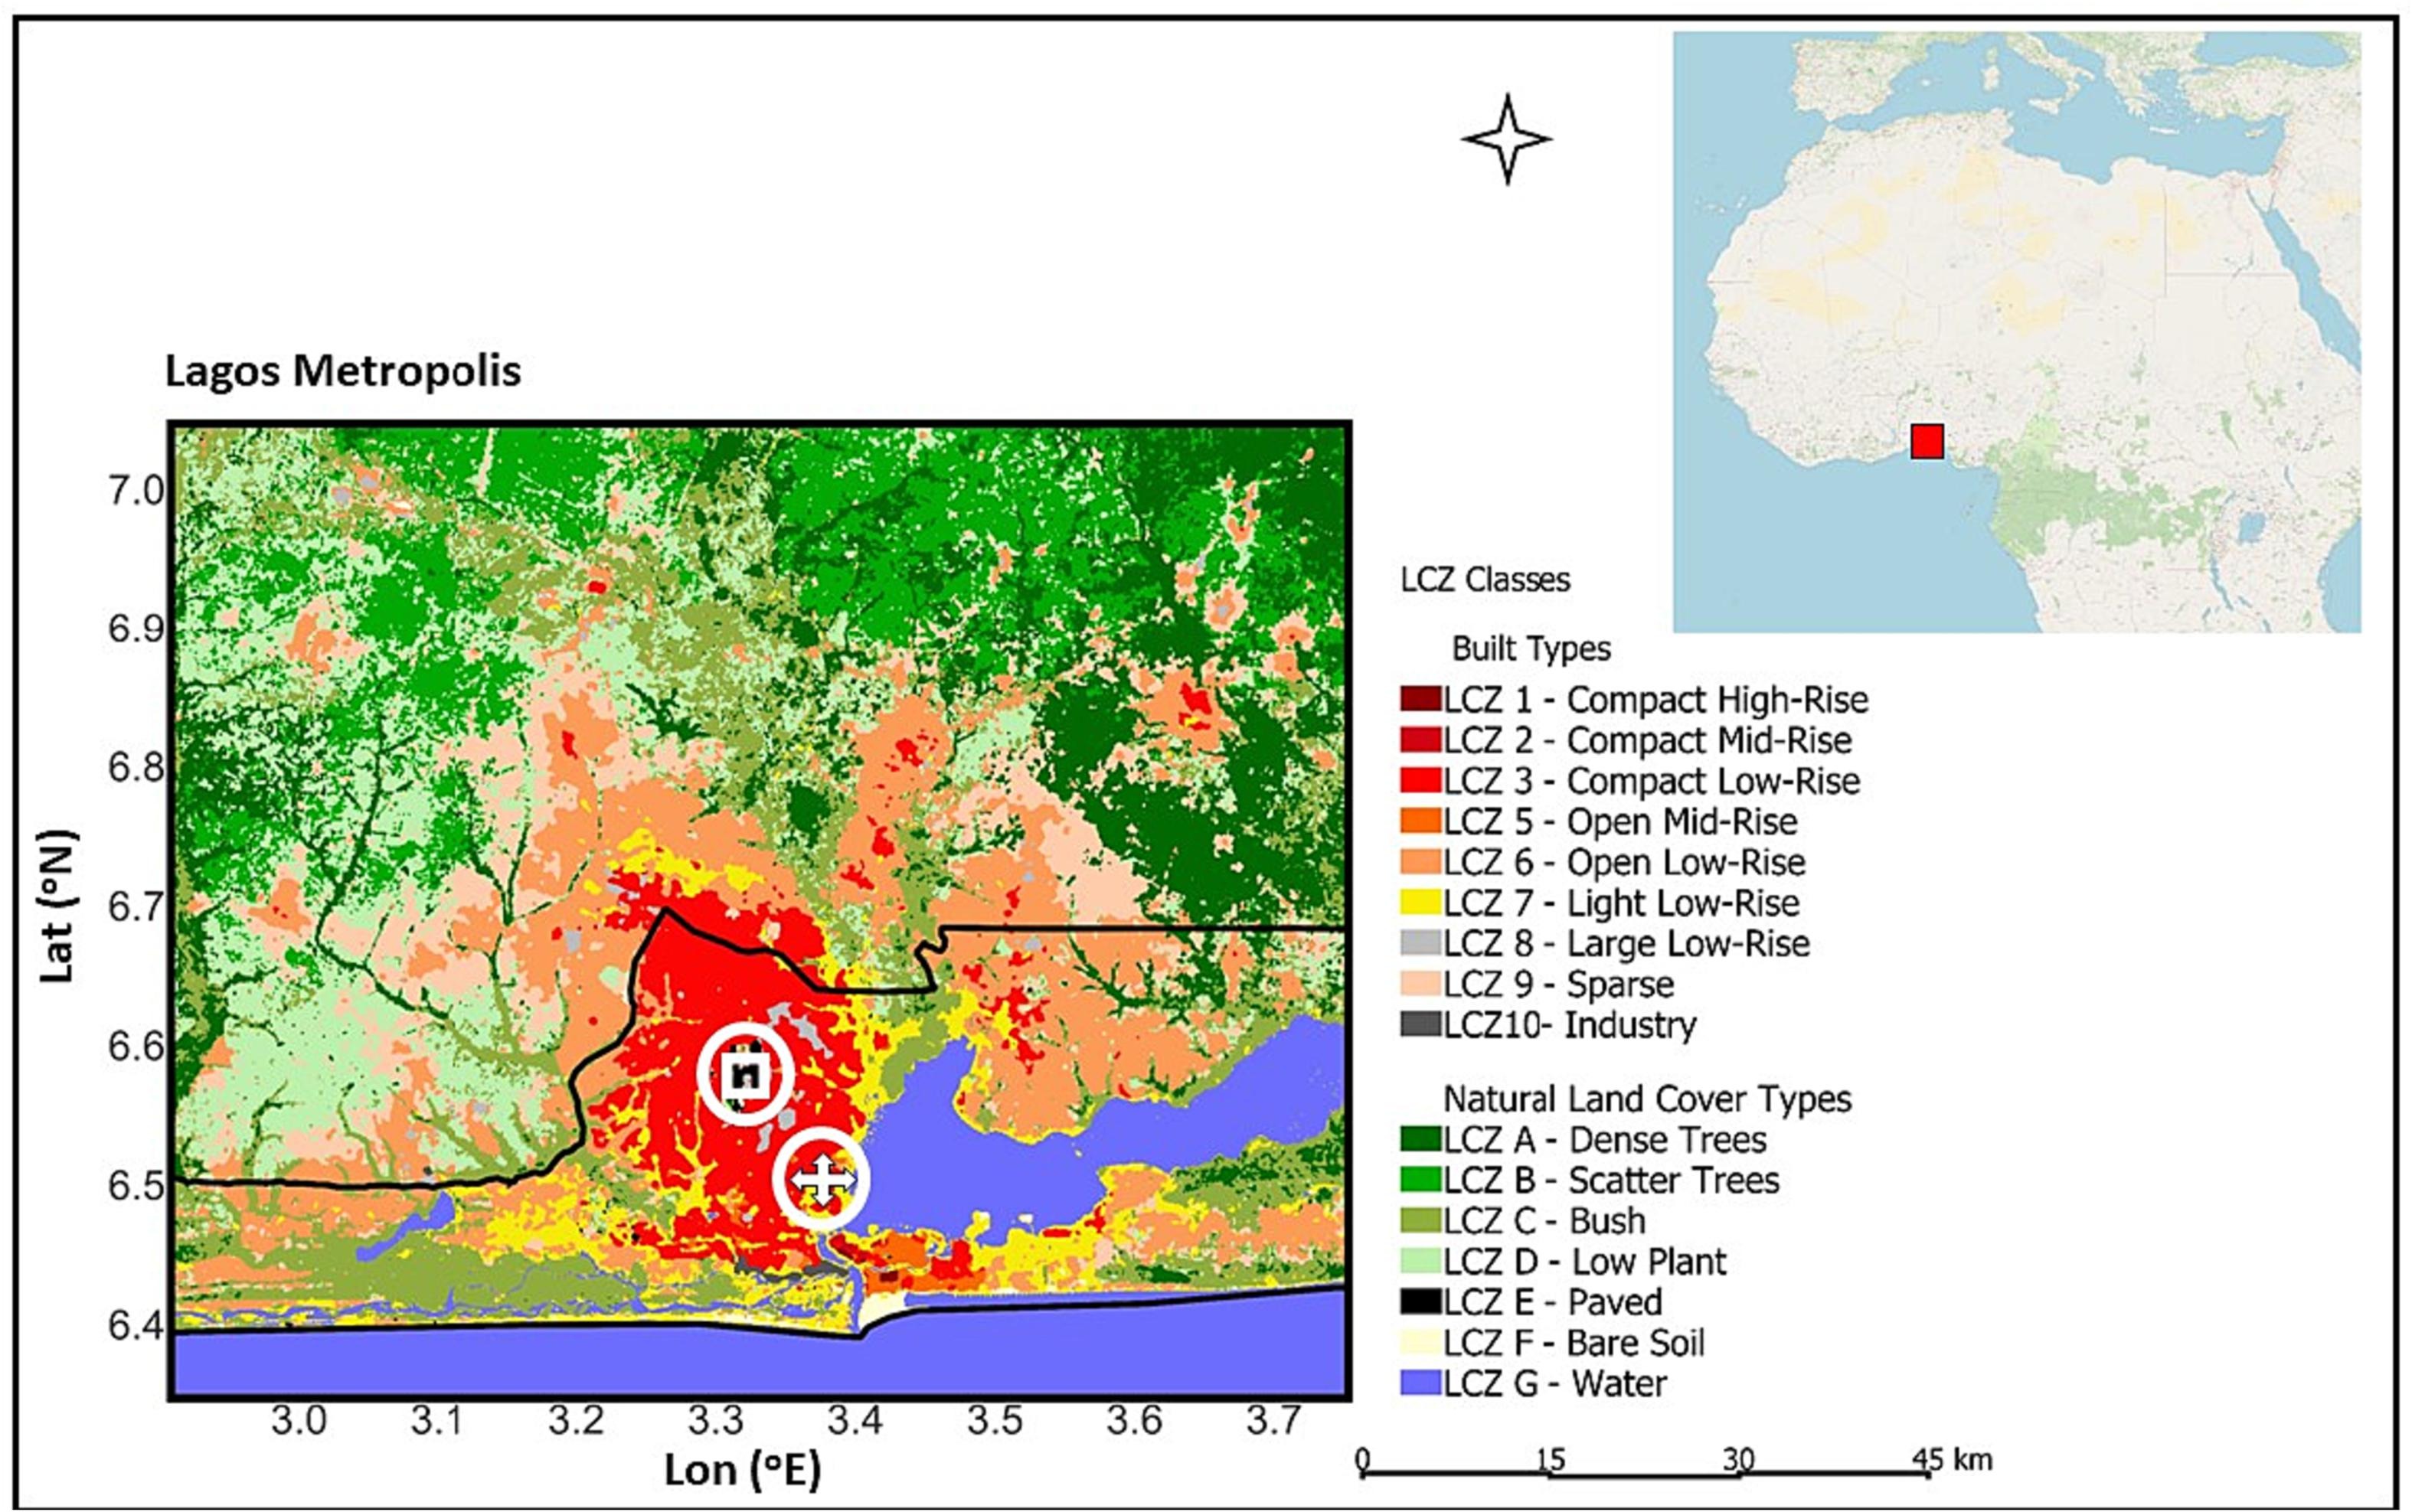 Lagos Metropolis
7.0
6.9
6.8
6.7
6.6
6.5
6.4
Lat (°N)
n
3.0 3.1 3.2 3.3 3.4 3.5 3.6 3.7
Lon (°E)
LCZ Classes
Built Types
LCZ 1 - Compact High-Rise
LCZ 2 - Compact Mid-Rise
LCZ 3 - Compact Low-Rise
LCZ 5 - Open Mid-Rise
LCZ 6 - Open Low-Rise
LCZ 7 - Light Low-Rise
LCZ 8 - Large Low-Rise
LCZ 9 - Sparse
LCZ10- Industry
Natural Land Cover Types
LCZ A - Dense Trees
LCZ B - Scatter Trees
LCZ C - Bush
LCZ D - Low Plant
LCZ E - Paved
LCZ F - Bare Soil
LCZ G - Water
0 15 30 45 km